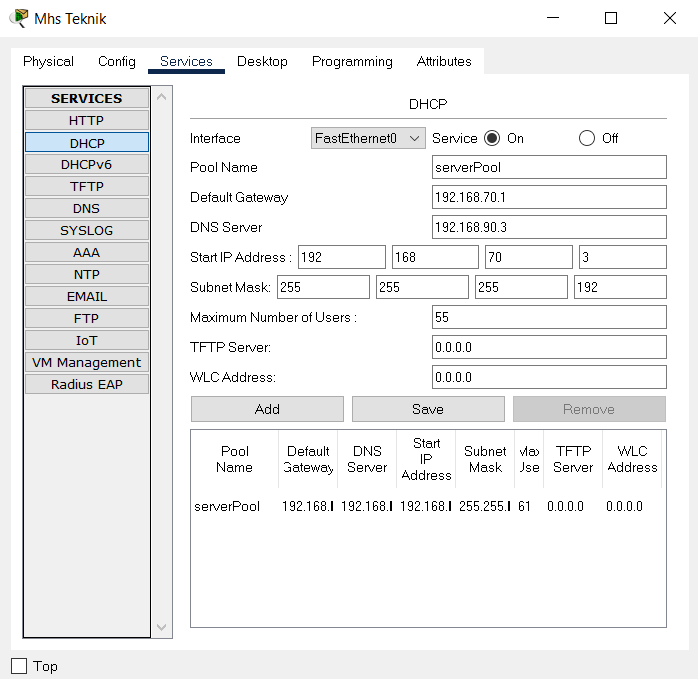 Mhs Teknik
Physical Config Services Desktop Programming Attributes
SERVICES
HTTP
DHCP
DHCPv6
TFTP
DNS
SYSLOG
AAA
NTP
EMAIL
FTP
IoT
VM Management
Radius EAP
DHCP
Interface FastEthernet0 Service On Off
Pool Name serverPool
Default Gateway 192.168.70.1
DNS Server 192.168.90.3
Start IP Address : 192 168 70 3
Subnet Mask: 255 255 255 192
Maximum Number of Users : 55
TFTP Server: 0.0.0.0
WLC Address: 0.0.0.0
Add Save Remove
Pool Name Default Gateway DNS Server Start IP Address Subnet Mask TFTP Server WLC Address
serverPool 192.168. 192.168. 192.168. 255.255. 61 0.0.0.0 0.0.0.0
Top